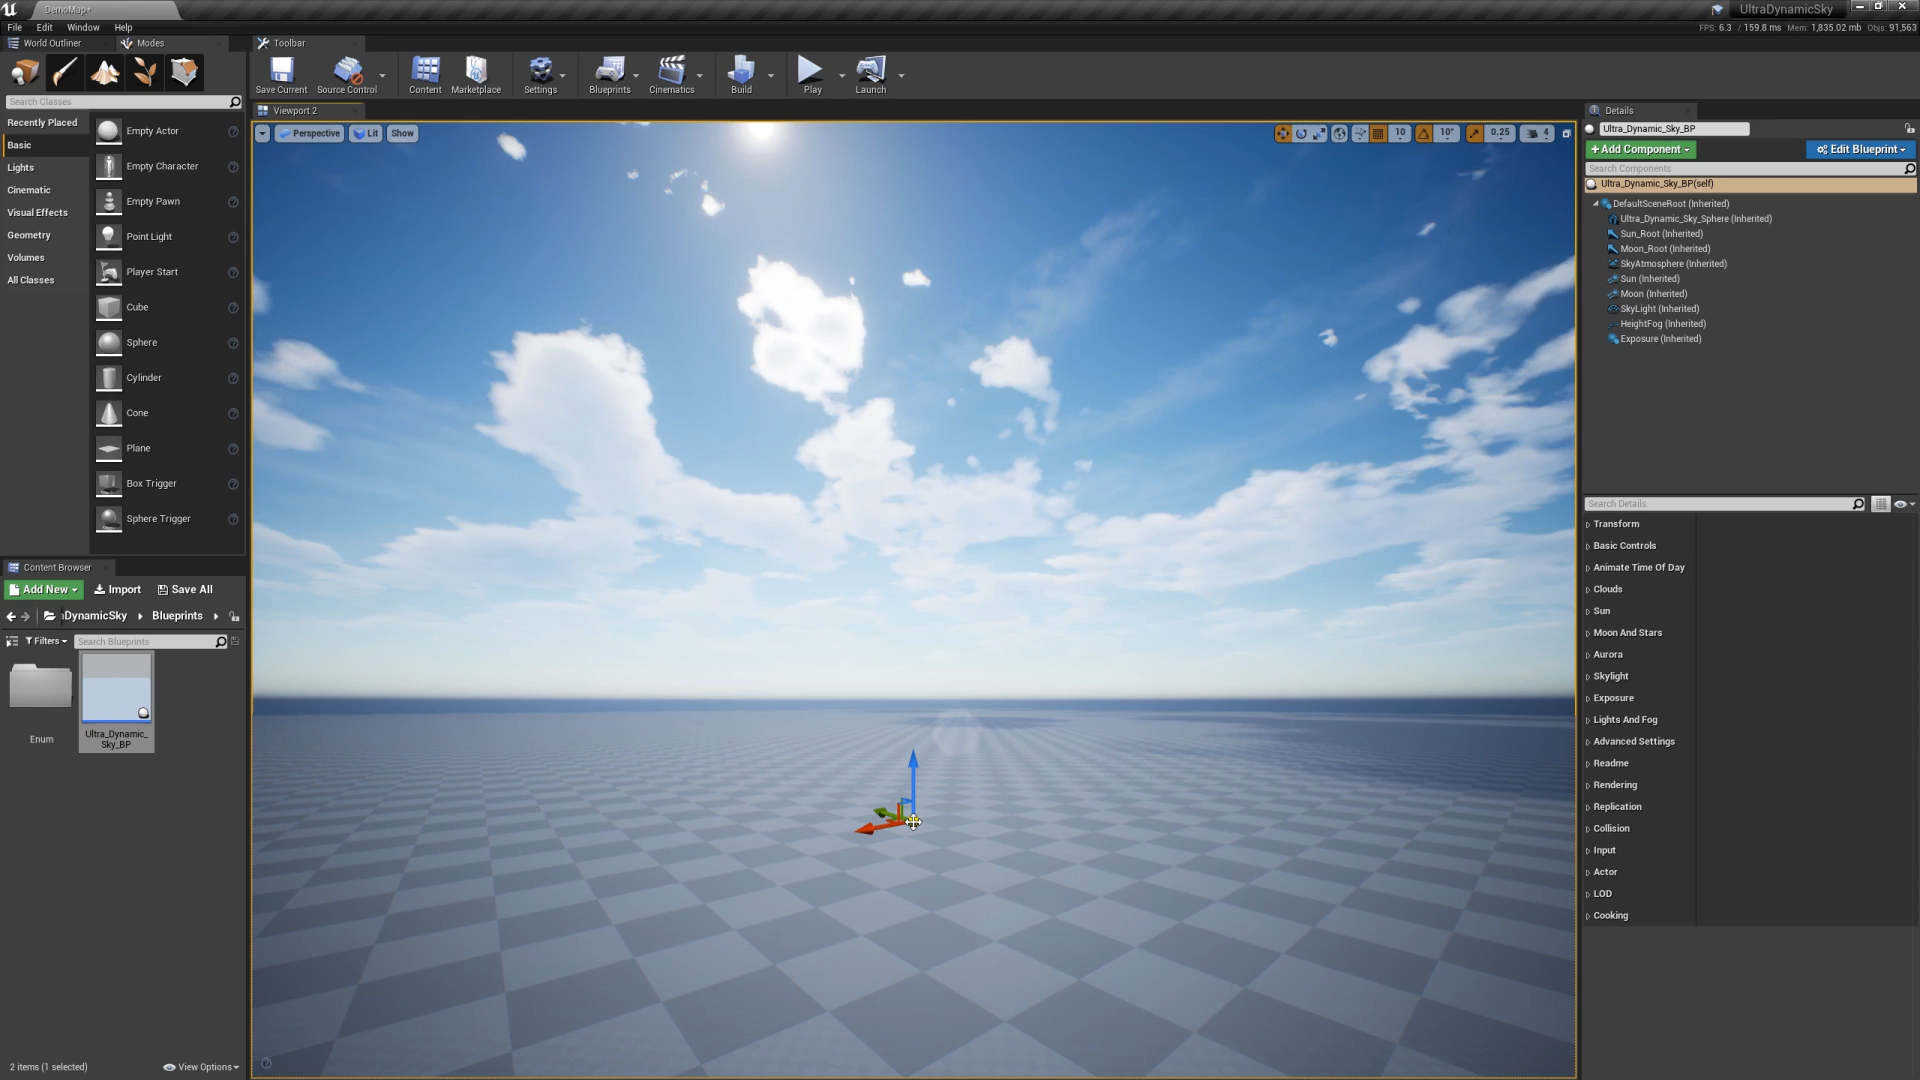 DemoMap*
UltraDynamicSky
File Edit Window Help
FPS: 6.3 / 159.8 ms Mem: 1,835.02 mb Objs: 91,563
World Outliner
Modes
Toolbar
Save Current
Source Control
Content
Marketplace
Settings
Blueprints
Cinematics
Build
Play
Launch
Search Classes
Recently Placed
Basic
Lights
Cinematic
Visual Effects
Geometry
Volumes
All Classes
Empty Actor
Empty Character
Empty Pawn
Point Light
Player Start
Cube
Sphere
Cylinder
Cone
Plane
Box Trigger
Sphere Trigger
Viewport 2
Perspective
Lit
Show
10
10°
0.25
4
Details
Ultra_Dynamic_Sky_BP
+Add Component
Edit Blueprint
Search Components
Ultra_Dynamic_Sky_BP(self)
DefaultSceneRoot (Inherited)
Ultra_Dynamic_Sky_Sphere (Inherited)
Sun_Root (Inherited)
Moon_Root (Inherited)
SkyAtmosphere (Inherited)
Sun (Inherited)
Moon (Inherited)
SkyLight (Inherited)
HeightFog (Inherited)
Exposure (Inherited)
Search Details
Transform
Basic Controls
Animate Time Of Day
Clouds
Sun
Moon And Stars
Aurora
Skylight
Exposure
Lights And Fog
Advanced Settings
Readme
Rendering
Replication
Collision
Input
Actor
LOD
Cooking
Content Browser
Add New
Import
Save All
DynamicSky
Blueprints
Filters
Search Blueprints
Enum
Ultra_Dynamic_
Sky_BP
2 items (1 selected)
View Options